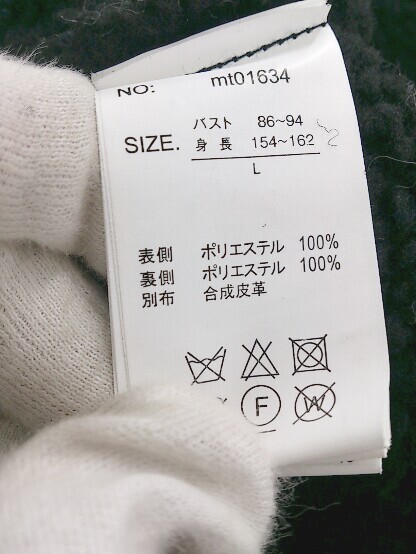 NO: mt01634
バスト 86~94
SIZE. 身長 154~162
L
表側 ポリエステル 100%
裏側 ポリエステル 100%
別布 合成皮革
F W